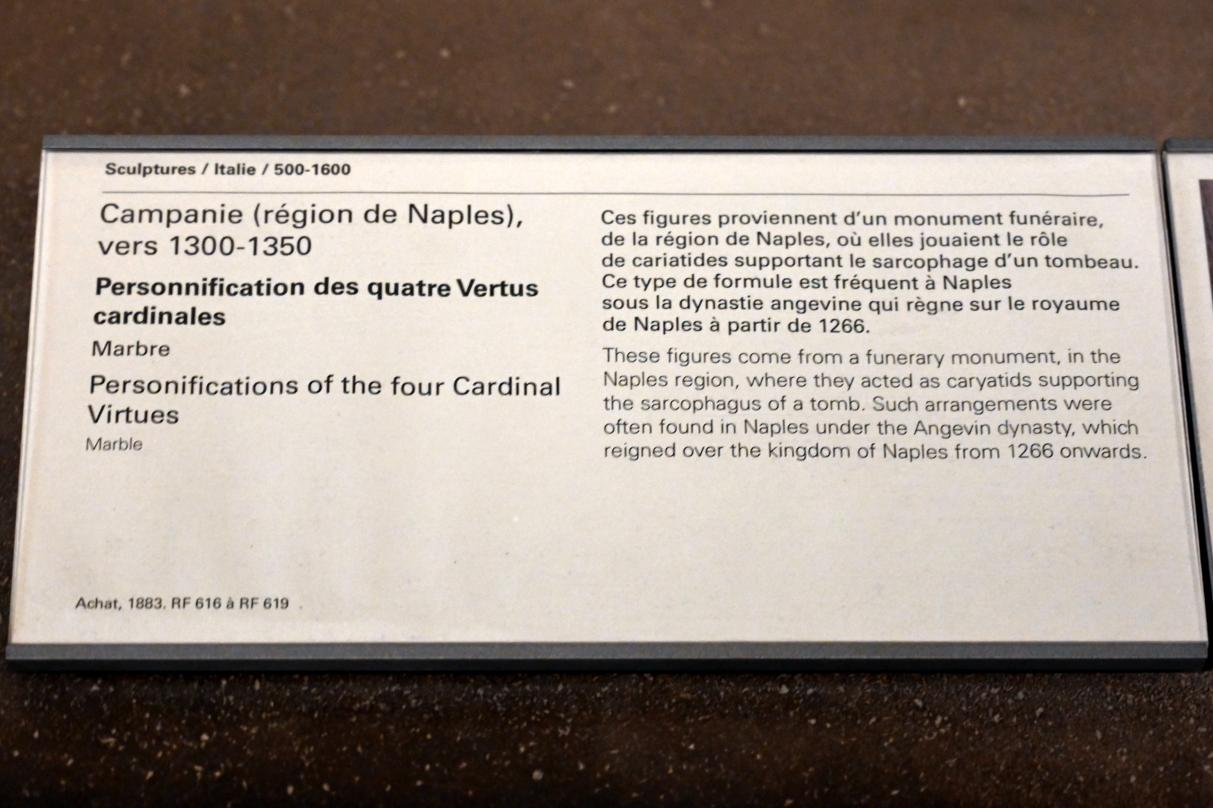 Sculptures / Italie / 500-1600
Campanie (région de Naples),
vers 1300-1350
Personnification des quatre Vertus
cardinales
Marbre
Personifications of the four Cardinal
Virtues
Marble
Achat, 1883. RF 616 à RF 619
Ces figures proviennent d'un monument funéraire,
de la région de Naples, où elles jouaient le rôle
de cariatides supportant le sarcophage d'un tombeau.
Ce type de formule est fréquent à Naples
sous la dynastie angevine qui règne sur le royaume
de Naples à partir de 1266.
These figures come from a funerary monument, in the
Naples region, where they acted as caryatids supporting
the sarcophagus of a tomb. Such arrangements were
often found in Naples under the Angevin dynasty, which
reigned over the kingdom of Naples from 1266 onwards.